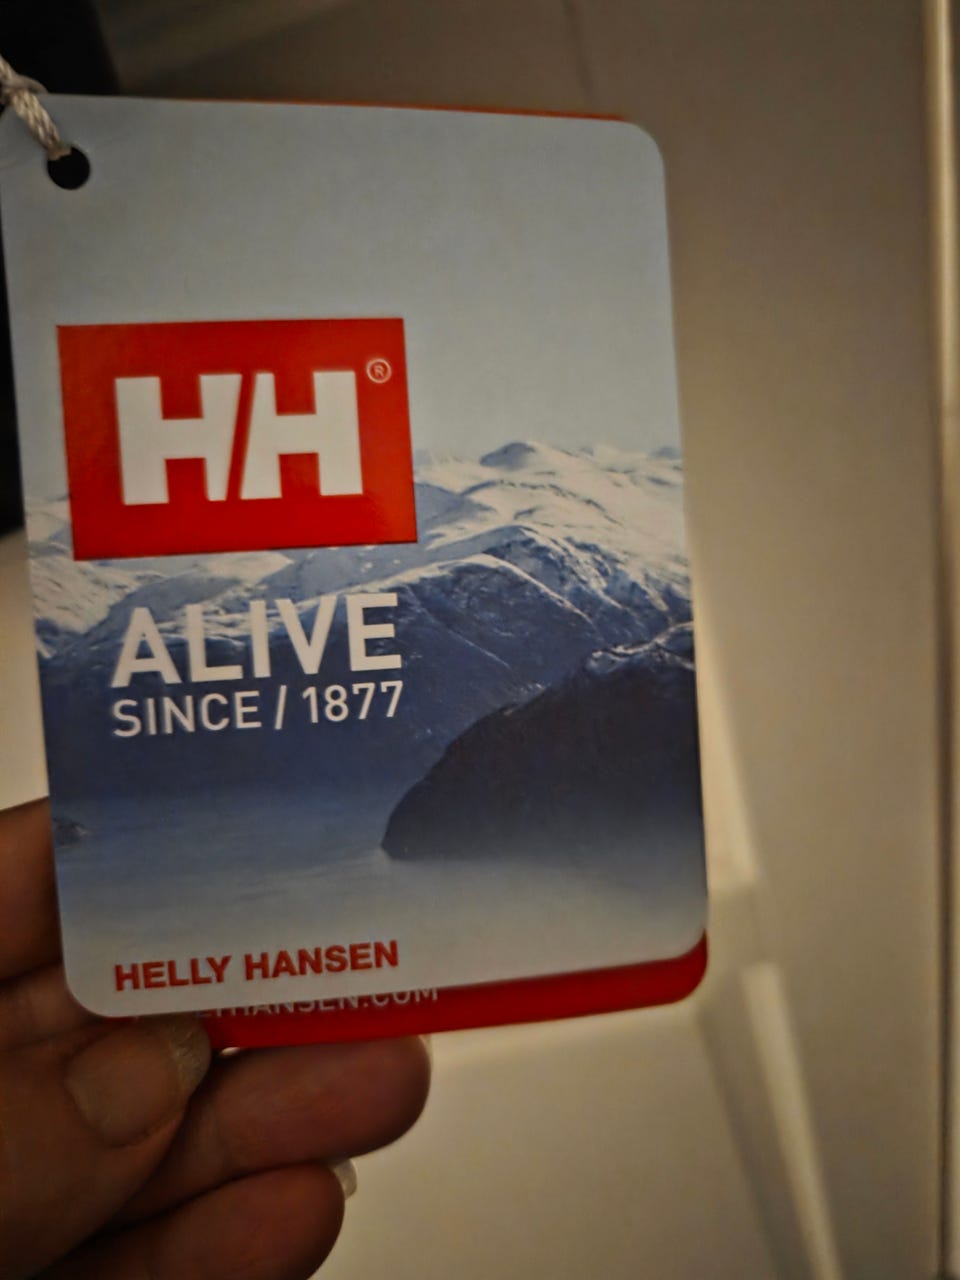 HH®
ALIVE
SINCE / 1877
HELLY HANSEN